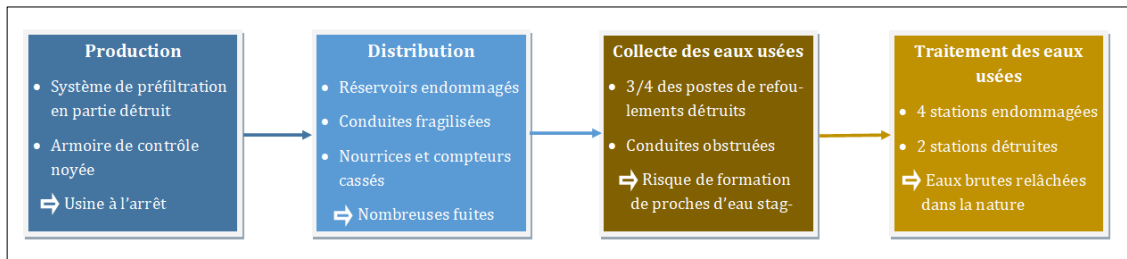 Production
• Système de préfiltration
en partie détruit
• Armoire de contrôle
noyée
⇨ Usine à l'arrêt
Distribution
• Réservoirs endommagés
• Conduites fragilisées
• Nourrices et compteurs
cassés
⇨ Nombreuses fuites
Collecte des eaux usées
• 3/4 des postes de refou-
lements détruits
• Conduites obstruées
⇨ Risque de formation
de proches d'eau stag-
Traitement des eaux
usées
• 4 stations endommagées
• 2 stations détruites
⇨ Eaux brutes relâchées
dans la nature